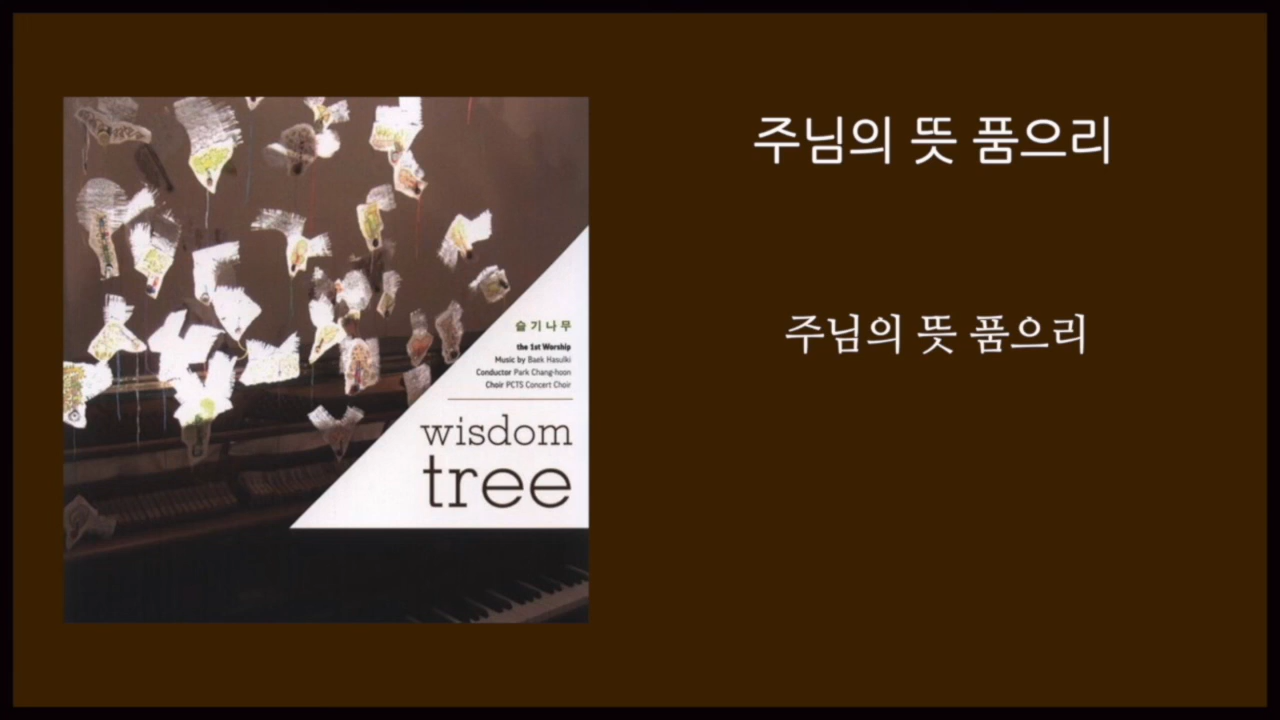 주님의 뜻 품으리
주님의 뜻 품으리
슬기나무
the 1st Worship
Music by Baek Hasulki
Conductor Park Chang-hoon
Choir PCTS Concert Choir
wisdom
tree